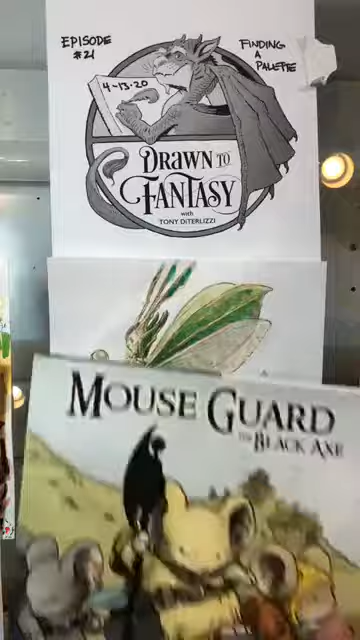 EPISODE
#21
FINDING
A
PALETTE
4-13-20
DRAWN TO
FANTASY
with
TONY DITERLIZZI
MOUSE GUARD
THE BLACK AXE